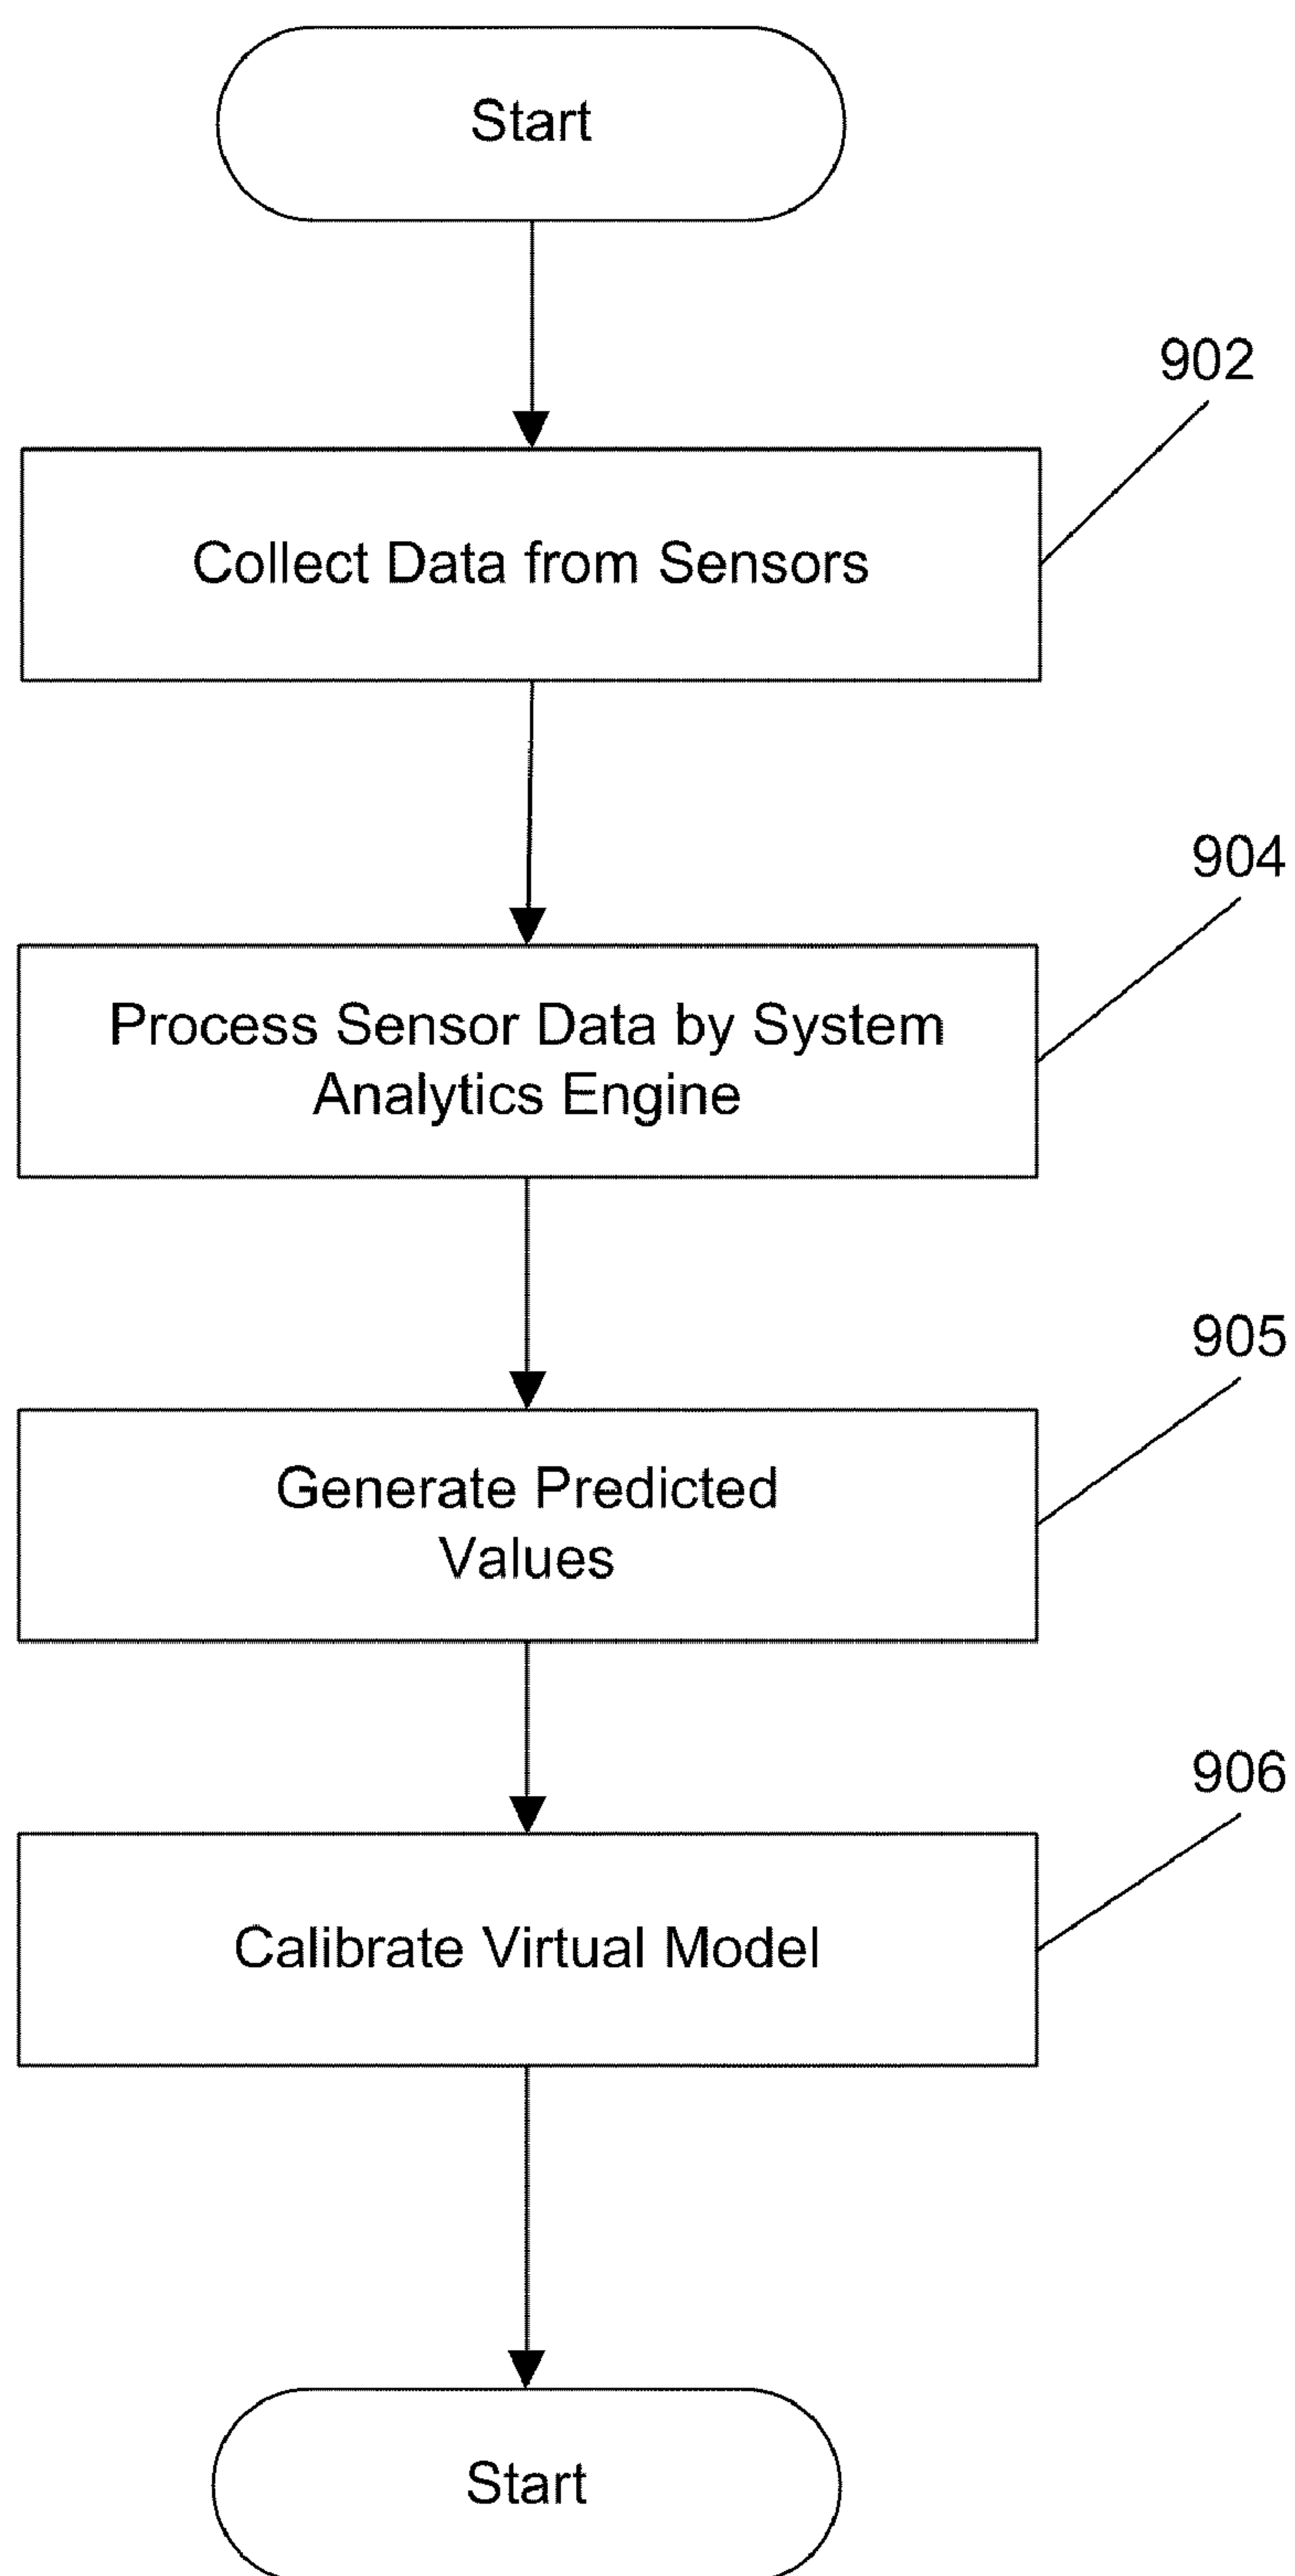 Start
902
Collect Data from Sensors
904
Process Sensor Data by System
Analytics Engine
905
Generate Predicted
Values
906
Calibrate Virtual Model
Start